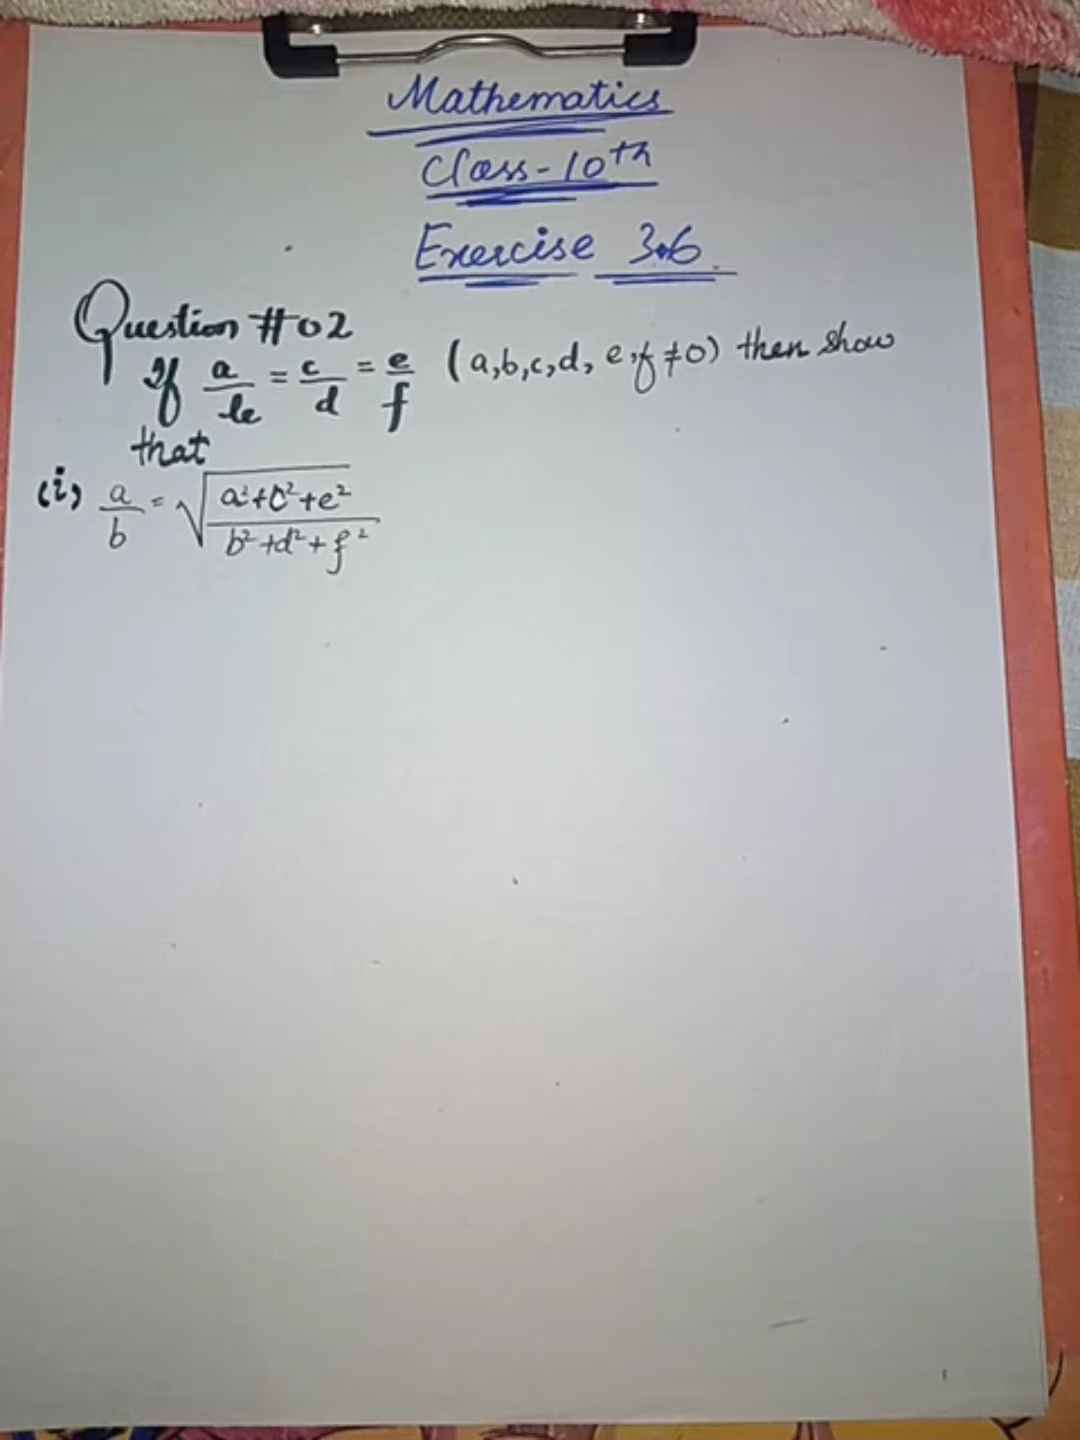 Mathematics
Class-10th
Exercise 3.6
Question #02
If a/b = c/d = e/f (a,b,c,d, e,f ≠0) then show
that
(i) a/b = √(a²+c²+e²/b²+d²+f²)